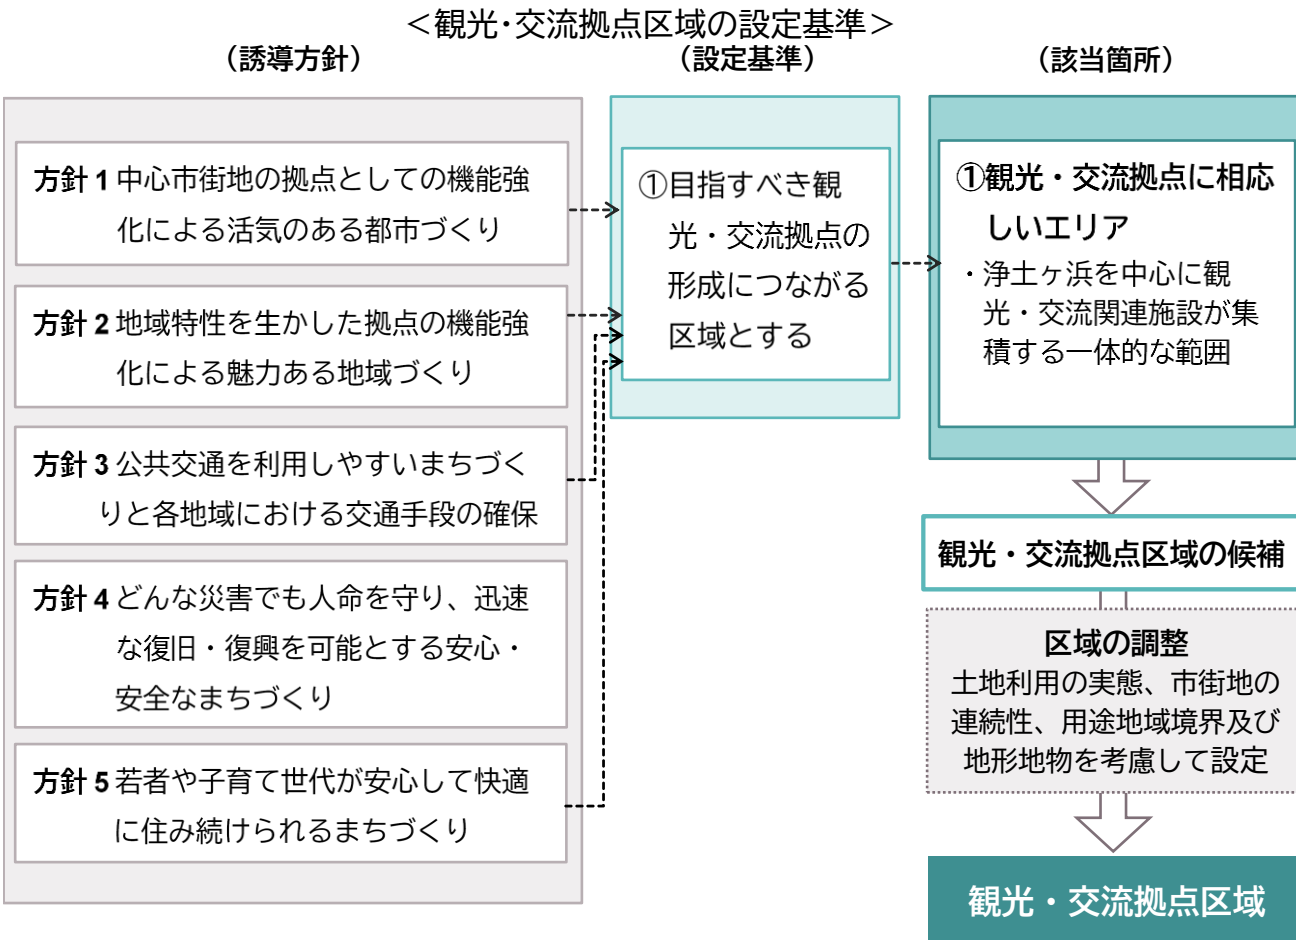 ＜観光・交流拠点区域の設定基準＞
（誘導方針）
（設定基準）
（該当箇所）
方針 1 中心市街地の拠点としての機能強
化による活気のある都市づくり
方針 2 地域特性を生かした拠点の機能強
化による魅力ある地域づくり
方針 3 公共交通を利用しやすいまちづく
りと各地域における交通手段の確保
方針 4 どんな災害でも人命を守り、迅速
な復旧・復興を可能とする安心・
安全なまちづくり
方針 5 若者や子育て世代が安心して快適
に住み続けられるまちづくり
①目指すべき観
光・交流拠点の
形成につながる
区域とする
①観光・交流拠点に相応
しいエリア
・浄土ヶ浜を中心に観
光・交流関連施設が集
積する一体的な範囲
観光・交流拠点区域の候補
区域の調整
土地利用の実態、市街地の
連続性、用途地域境界及び
地形地物を考慮して設定
観光・交流拠点区域